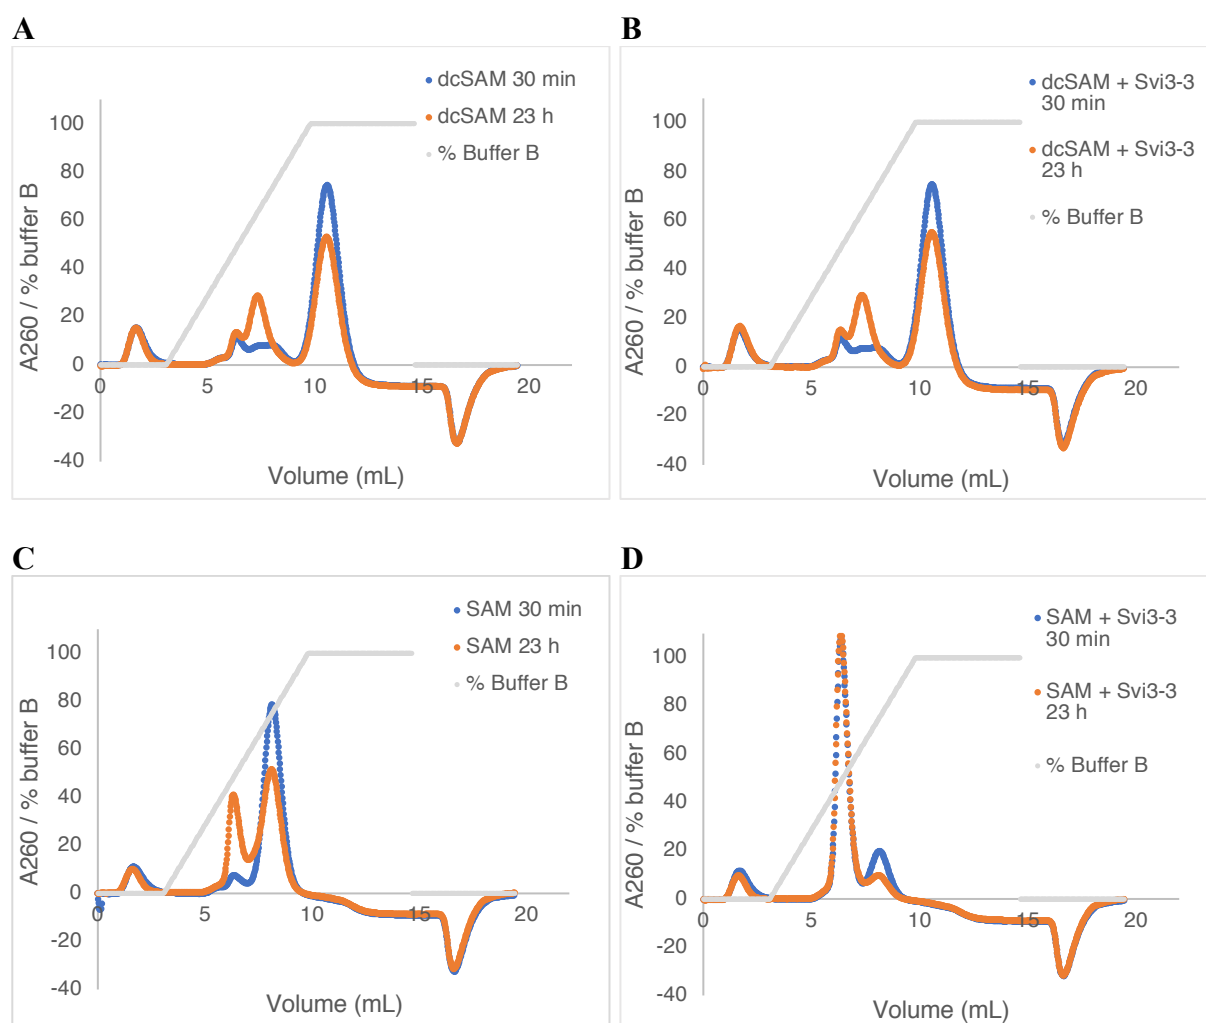 A
dcSAM 30 min
dcSAM 23 h
% Buffer B
A260 / % buffer B
100
80
60
40
20
0
-20
-40
0
5
10
15
20
Volume (mL)
B
dcSAM + Svi3-3
30 min
dcSAM + Svi3-3
23 h
% Buffer B
A260 / % buffer B
100
80
60
40
20
0
-20
-40
0
5
10
15
20
Volume (mL)
C
SAM 30 min
SAM 23 h
% Buffer B
A260 / % buffer B
100
80
60
40
20
0
-20
-40
0
5
10
15
20
Volume (mL)
D
SAM + Svi3-3
30 min
SAM + Svi3-3
23 h
% Buffer B
A260 / % buffer B
100
80
60
40
20
0
-20
-40
0
5
10
15
20
Volume (mL)